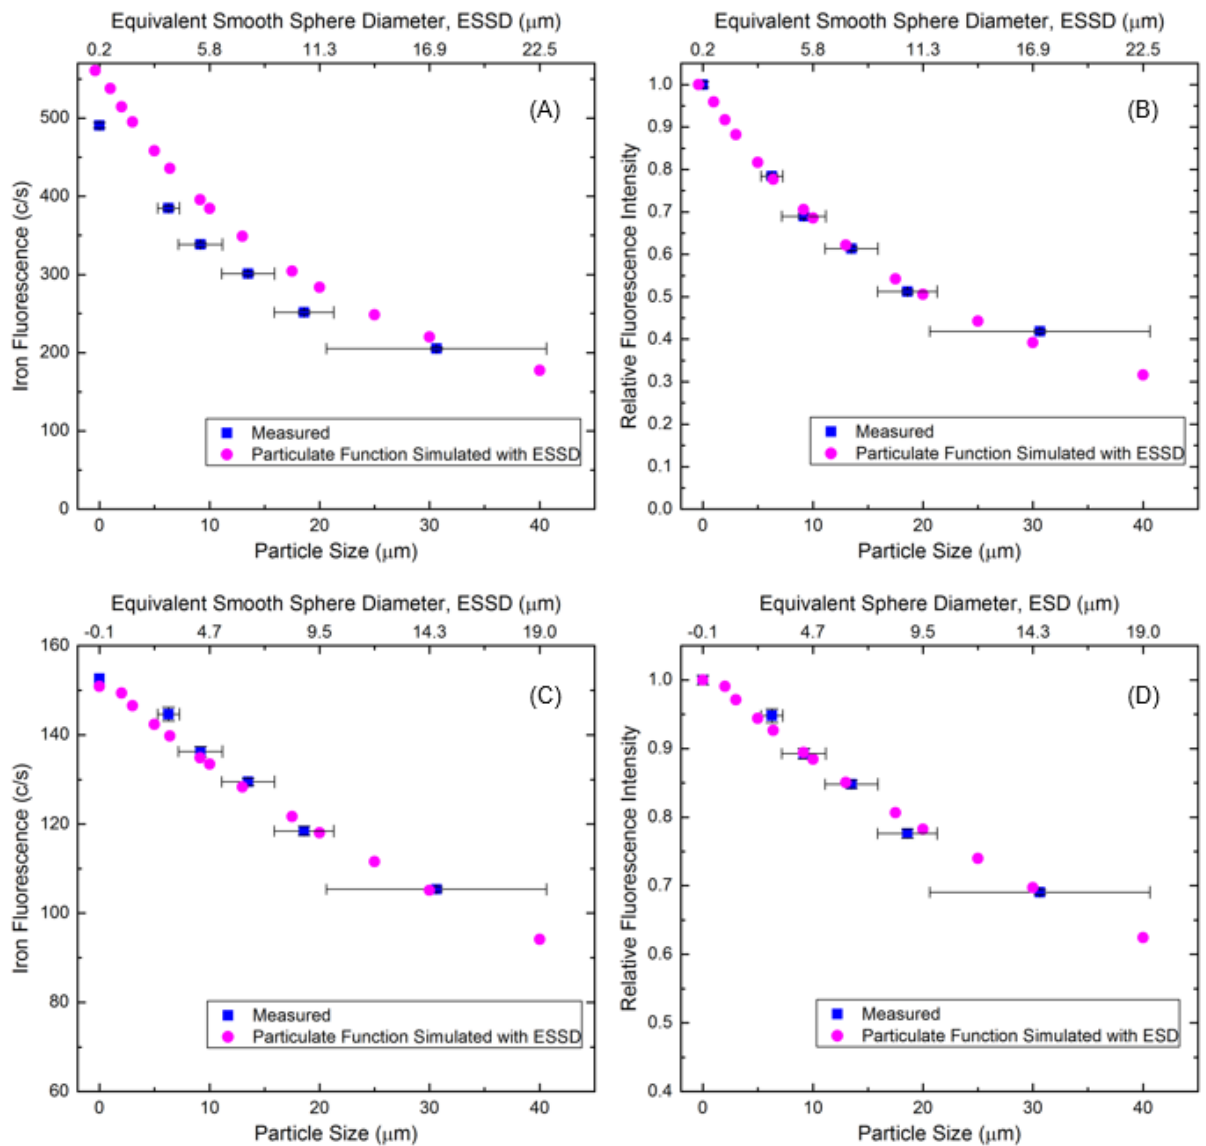 Equivalent Smooth Sphere Diameter, ESSD (μm)
0.2 5.8 11.3 16.9 22.5
(A)
Iron Fluorescence (c/s)
500
400
300
200
100
0
Measured
Particulate Function Simulated with ESSD
0 10 20 30 40
Particle Size (μm)
Equivalent Smooth Sphere Diameter, ESSD (μm)
0.2 5.8 11.3 16.9 22.5
(B)
Relative Fluorescence Intensity
1.0
0.9
0.8
0.7
0.6
0.5
0.4
0.3
0.2
0.1
0.0
Measured
Particulate Function Simulated with ESSD
0 10 20 30 40
Particle Size (μm)
Equivalent Smooth Sphere Diameter, ESSD (μm)
-0.1 4.7 9.5 14.3 19.0
(C)
Iron Fluorescence (c/s)
160
140
120
100
80
60
Measured
Particulate Function Simulated with ESSD
0 10 20 30 40
Particle Size (μm)
Equivalent Sphere Diameter, ESD (μm)
-0.1 4.7 9.5 14.3 19.0
(D)
Relative Fluorescence Intensity
1.0
0.9
0.8
0.7
0.6
0.5
0.4
Measured
Particulate Function Simulated with ESD
0 10 20 30 40
Particle Size (μm)